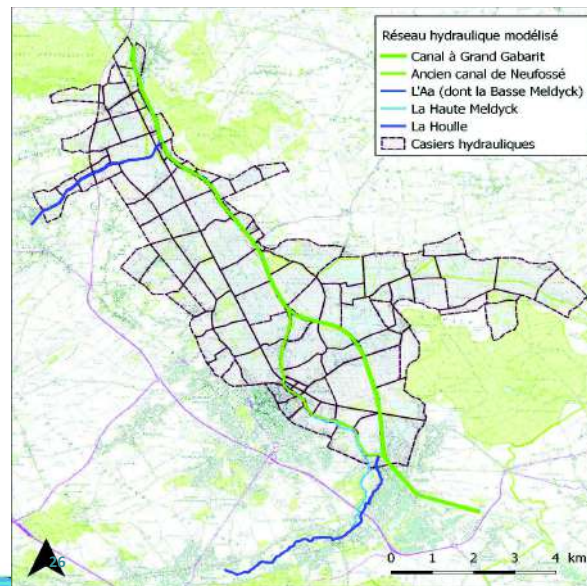 Réseau hydraulique modélisé
Canal à Grand Gabarit
Ancien canal de Neufossé
L'Aa (dont la Basse Meldyck)
La Haute Meldyck
La Houlle
Casiers hydrauliques
26
0 1 2 3 4 km